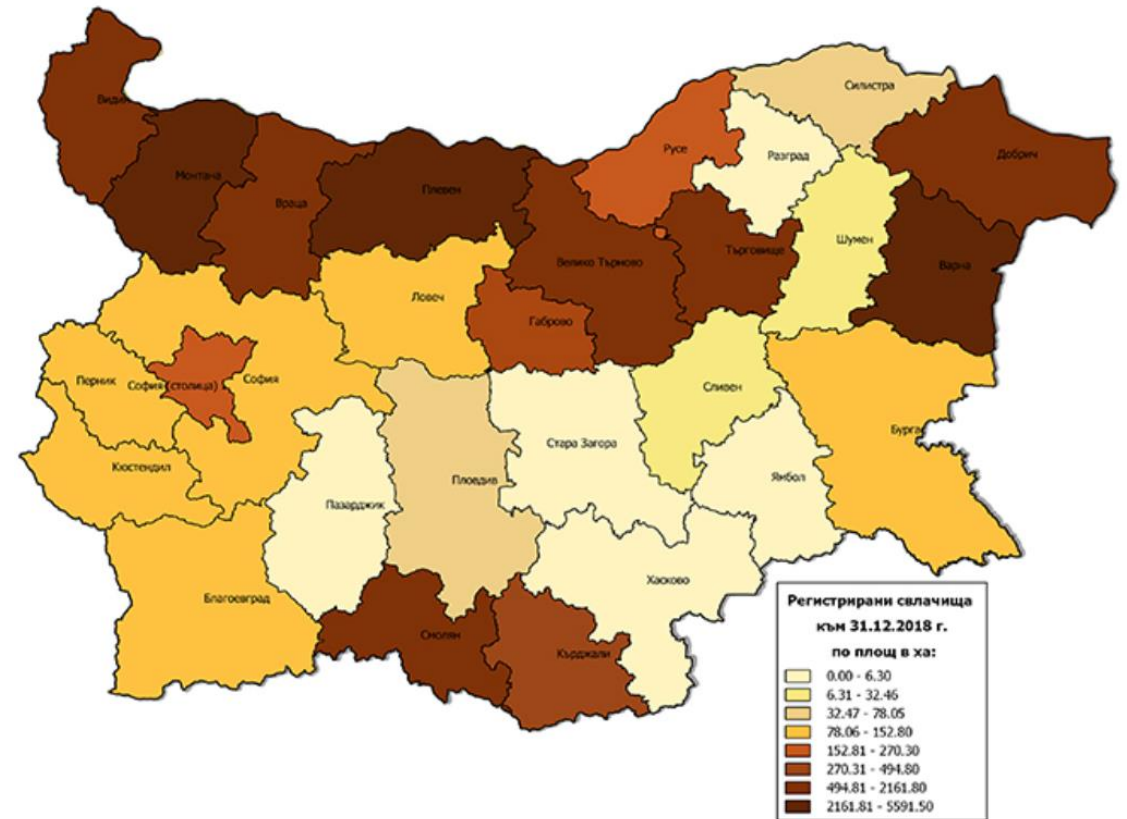 Видин
Монтана
Враца
Плевен
Русе
Силистра
Разград
Добрич
Шумен
Варна
Велико Търново
Търговище
Ловеч
Габрово
Перник
София (столица)
София
Кюстендил
Сливен
Бургас
Стара Загора
Ямбол
Пазарджик
Пловдив
Хасково
Благоевград
Смолян
Кърджали
Регистрирани свлачища
към 31.12.2018 г.
по площ в ха:
0.00 - 6.30
6.31 - 32.46
32.47 - 78.05
78.06 - 152.80
152.81 - 270.30
270.31 - 494.80
494.81 - 2161.80
2161.81 - 5591.50